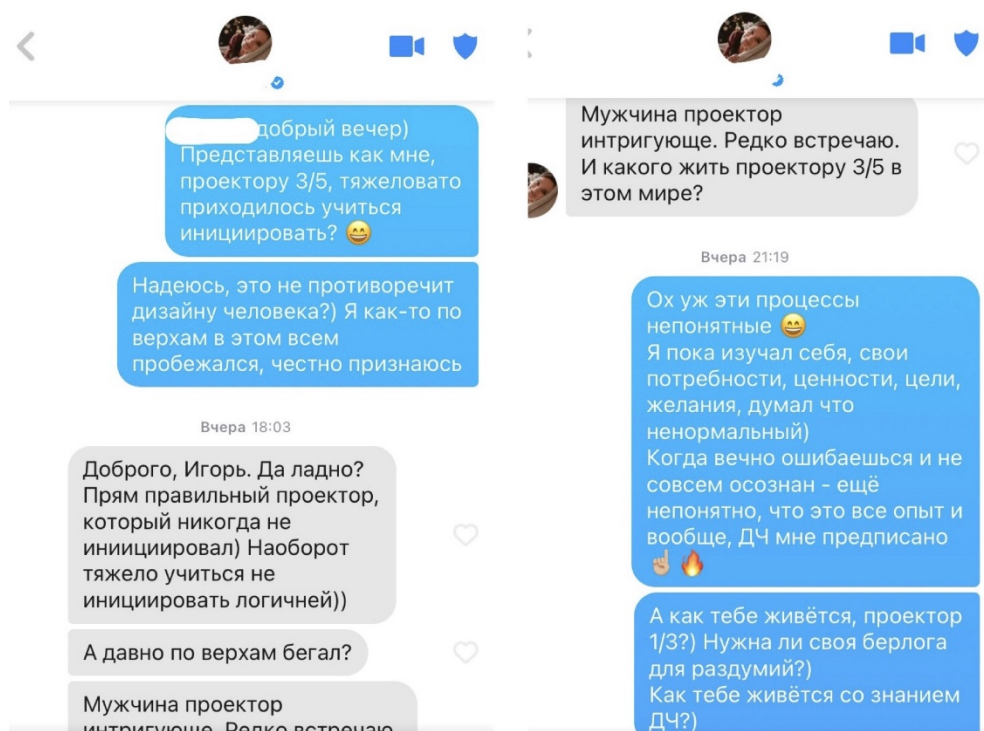 добрый вечер)
Представляешь как мне,
проектору 3/5, тяжеловато
приходилось учиться
инициировать? 😄
Надеюсь, это не противоречит
дизайну человека?) Я как-то по
верхам в этом всем
пробежался, честно признаюсь
Вчера 18:03
Доброго, Игорь. Да ладно?
Прям правильный проектор,
который никогда не
иниициировал) Наоборот
тяжело учиться не
инициировать логичней))
А давно по верхам бегал?
Мужчина проектор
интригующе. Редко встречаю
Мужчина проектор
интригующе. Редко встречаю.
И какого жить проектору 3/5 в
этом мире?
Вчера 21:19
Ох уж эти процессы
непонятные 😄
Я пока изучал себя, свои
потребности, ценности, цели,
желания, думал что
ненормальный)
Когда вечно ошибаешься и не
совсем осознан - ещё
непонятно, что это все опыт и
вообще, ДЧ мне предписано
☝🏼 🔥
А как тебе живётся, проектор
1/3?) Нужна ли своя берлога
для раздумий?)
Как тебе живётся со знанием
ДЧ?)